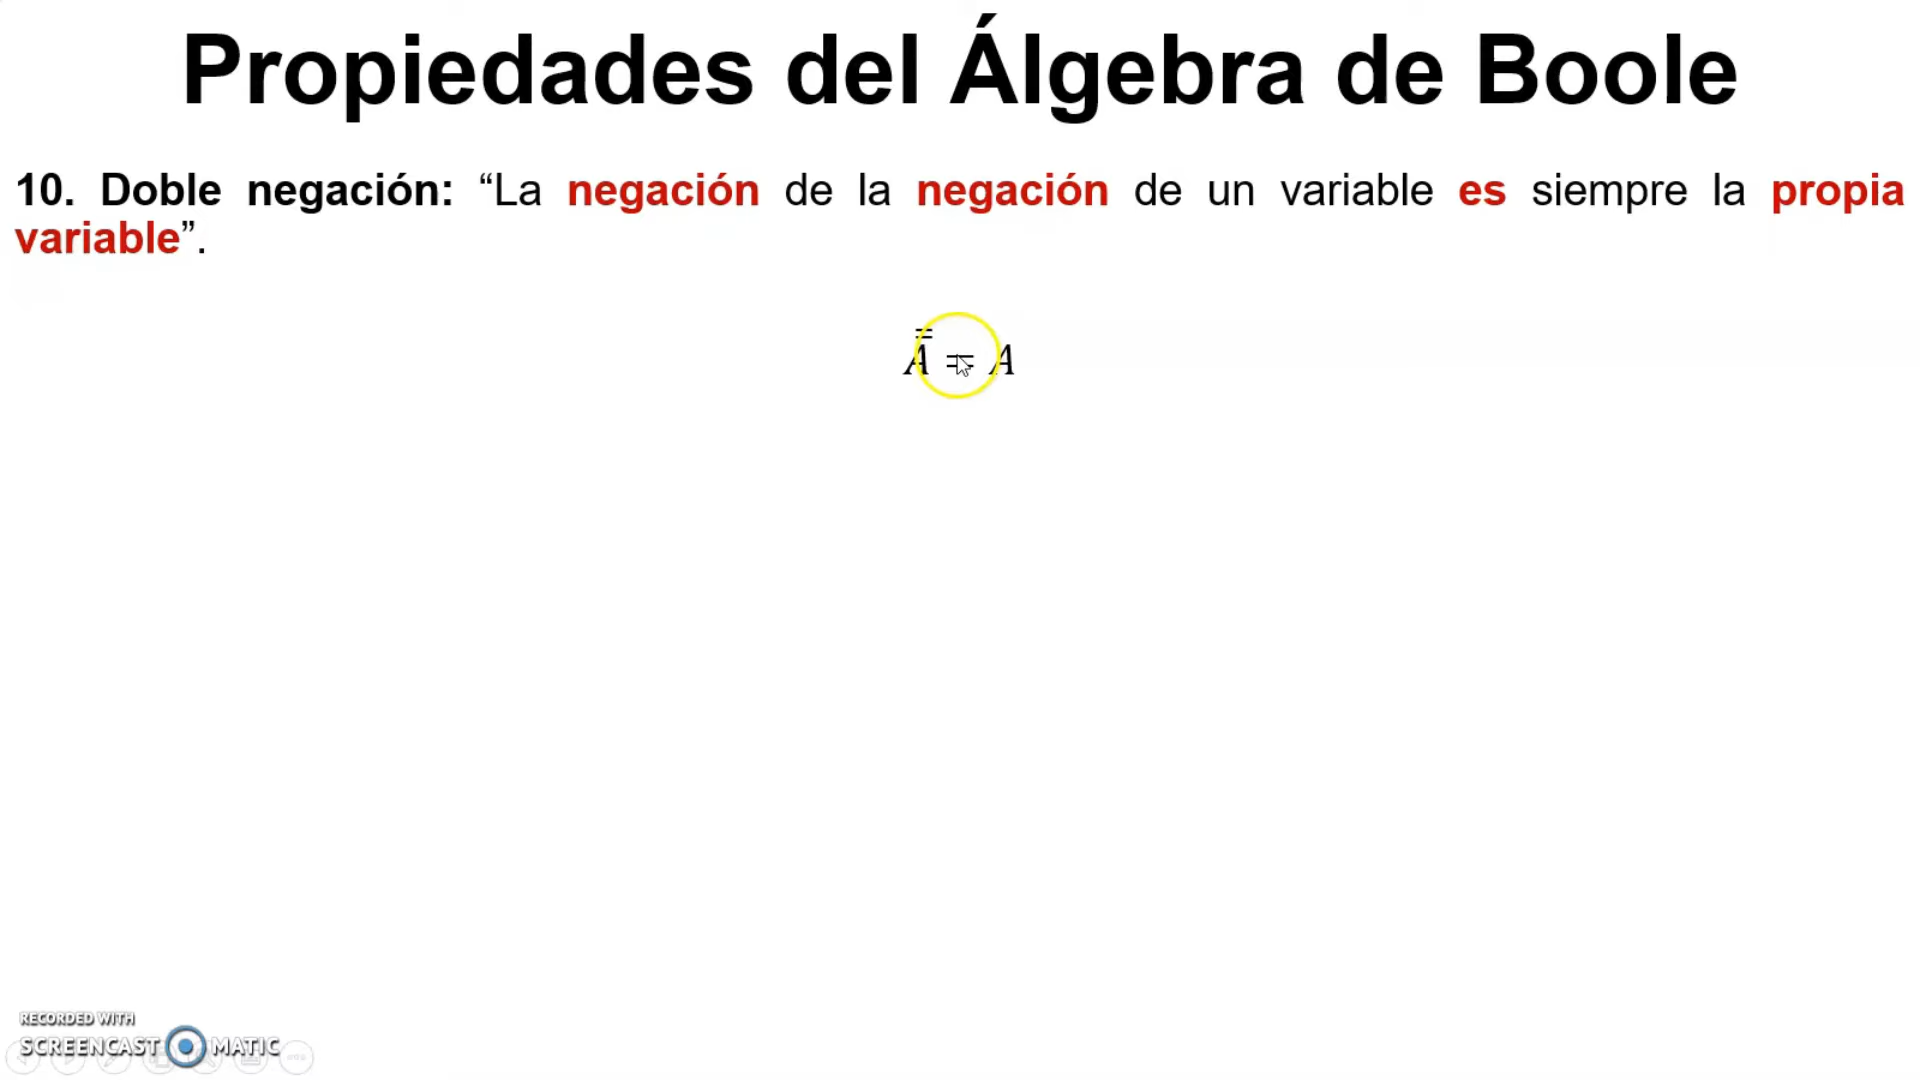 Propiedades del Álgebra de Boole
10. Doble negación: “La negación de la negación de un variable es siempre la propia
variable”.
A̿ = A
RECORDED WITH
SCREENCAST MATIC